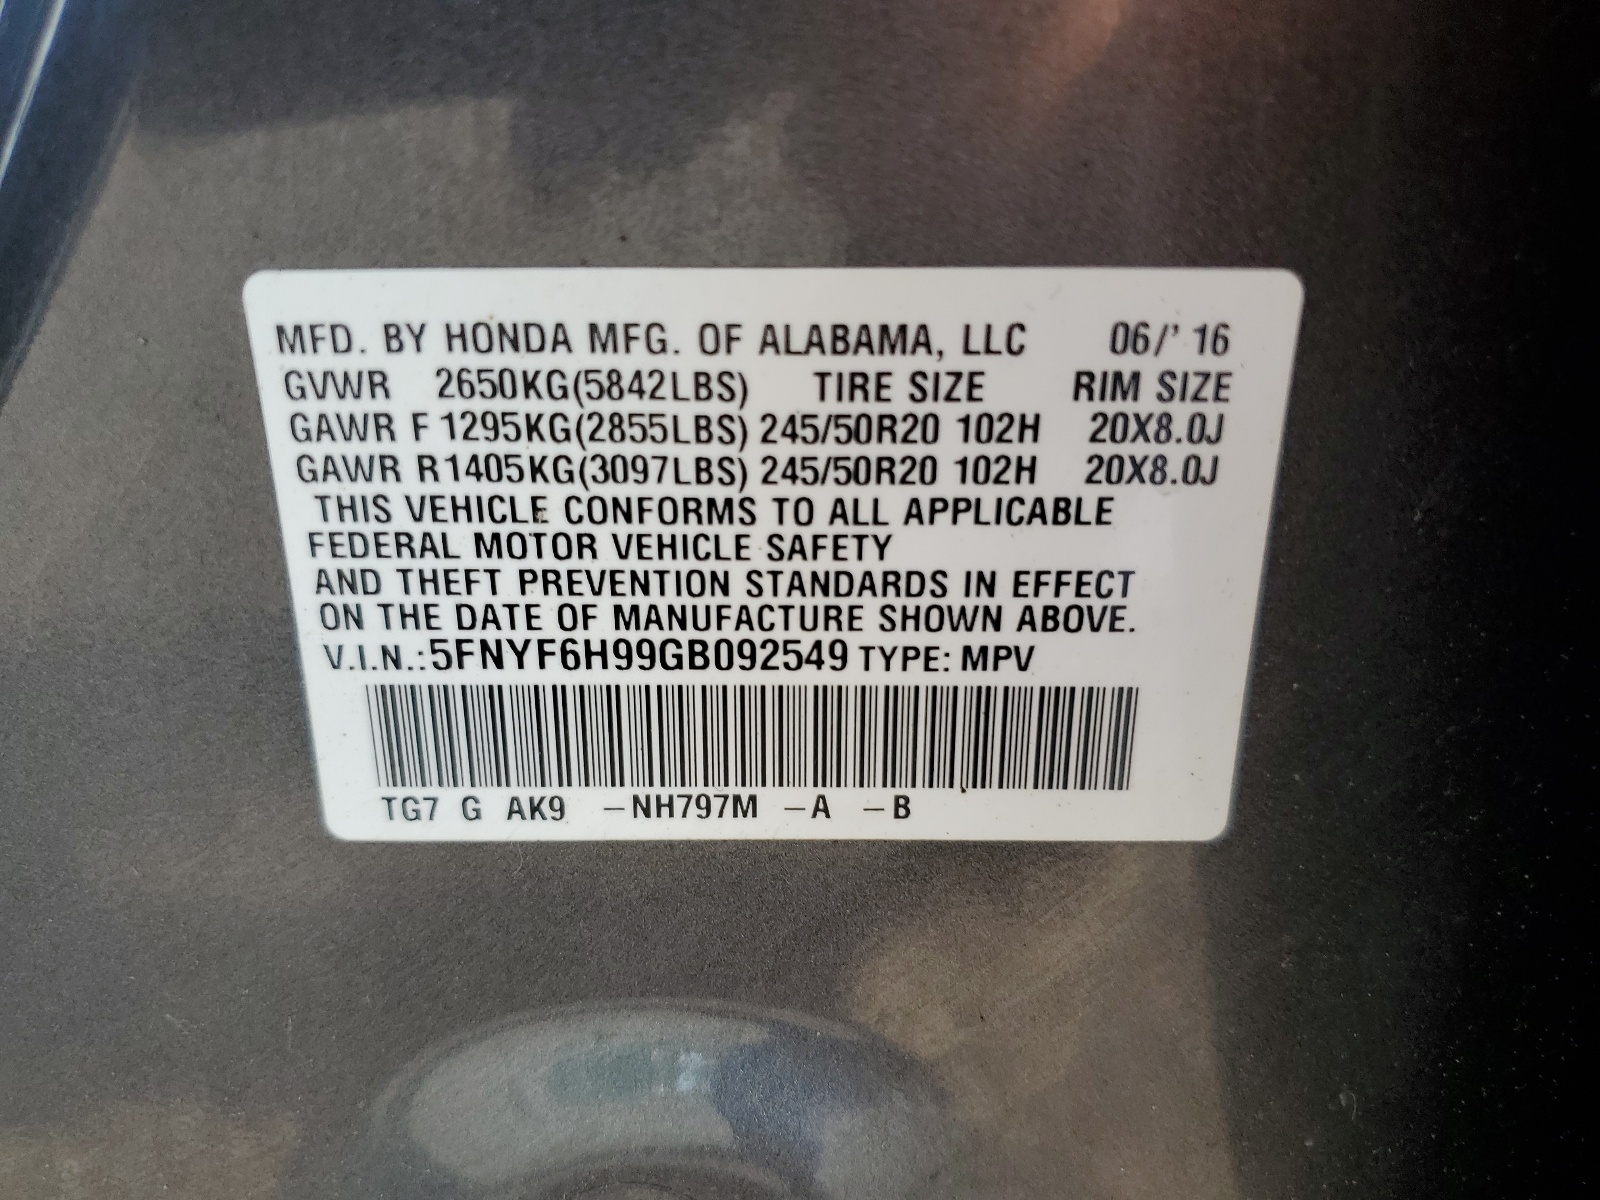 MFD. BY HONDA MFG. OF ALABAMA, LLC 06/' 16
GVWR 2650KG(5842LBS) TIRE SIZE RIM SIZE
GAWR F 1295KG(2855LBS) 245/50R20 102H 20X8.0J
GAWR R 1405KG(3097LBS) 245/50R20 102H 20X8.0J
THIS VEHICLE CONFORMS TO ALL APPLICABLE
FEDERAL MOTOR VEHICLE SAFETY
AND THEFT PREVENTION STANDARDS IN EFFECT
ON THE DATE OF MANUFACTURE SHOWN ABOVE.
V.I.N.:5FNYF6H99GB092549 TYPE: MPV
TG7 G AK9 –NH797M –A –B